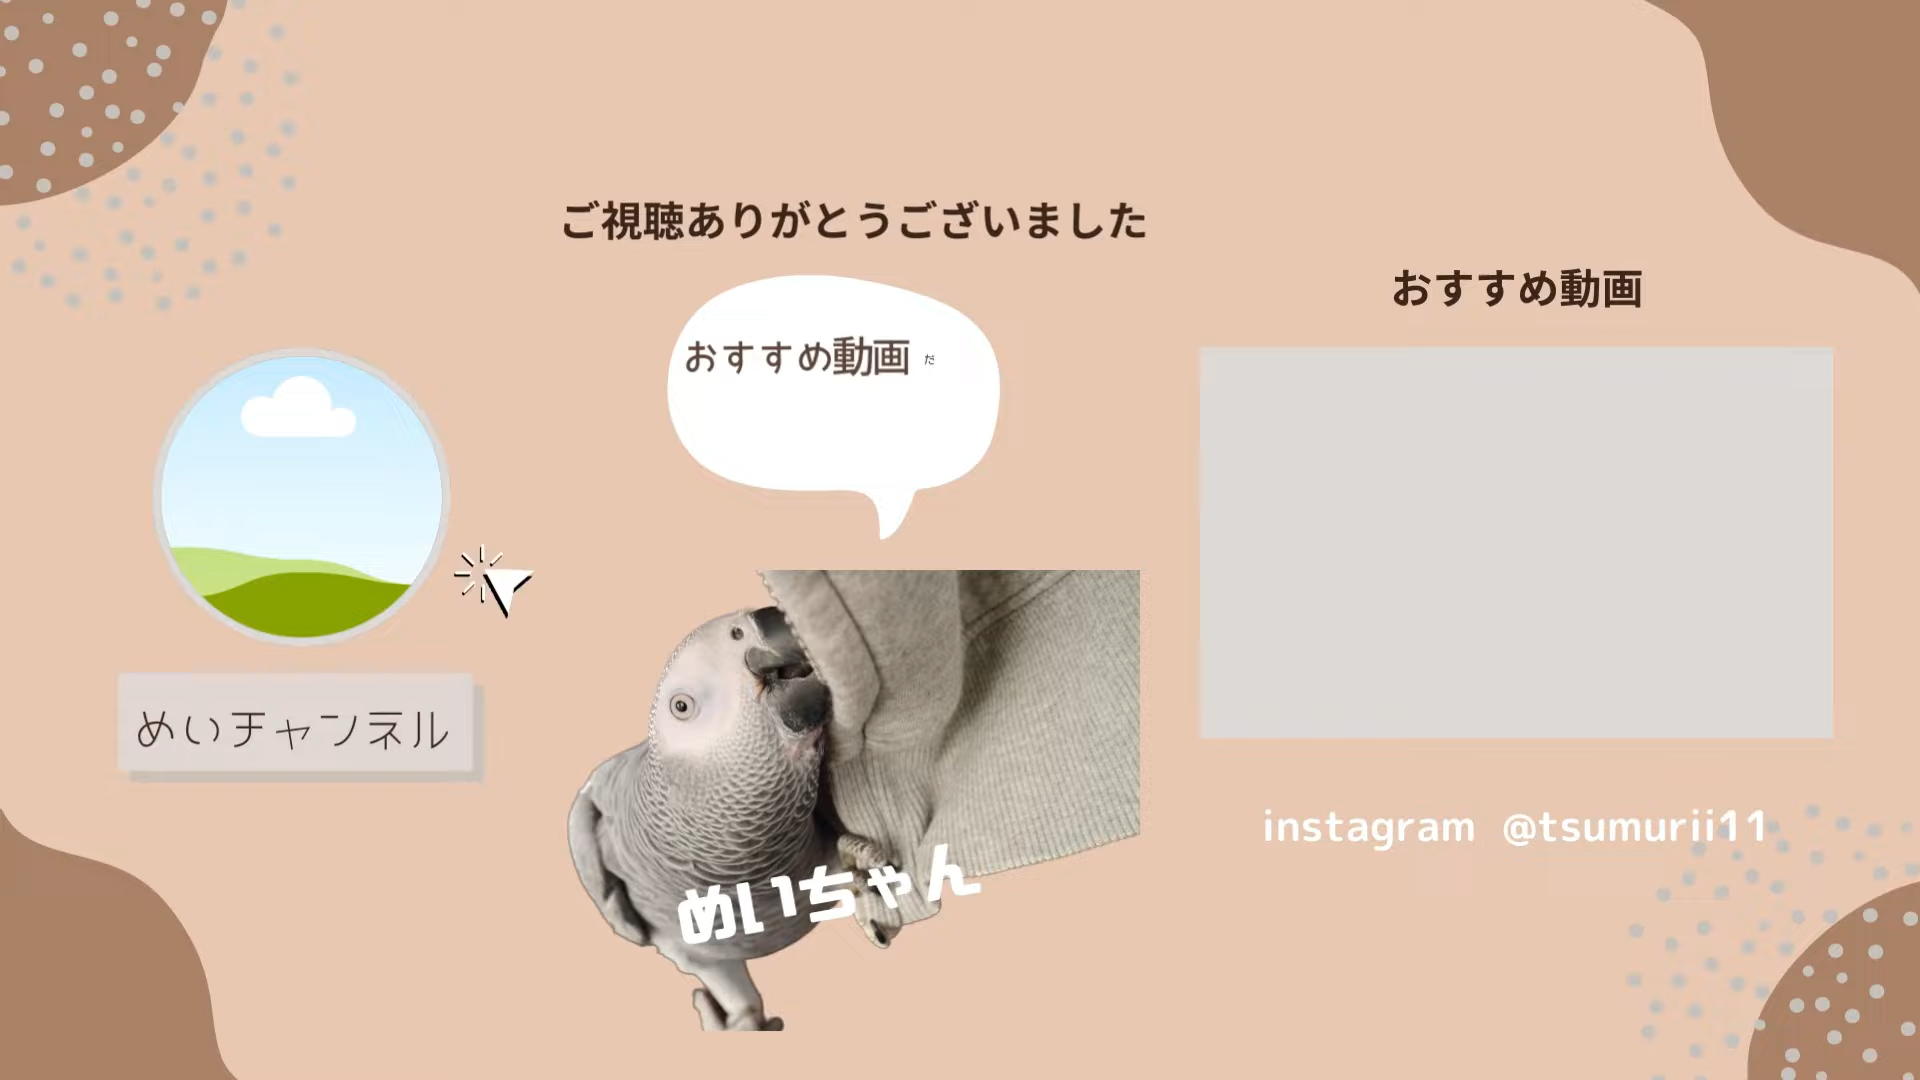 ご視聴ありがとうございました
おすすめ動画
おすすめ動画 だ
めいチャンネル
instagram @tsumurii11
めいちゃん